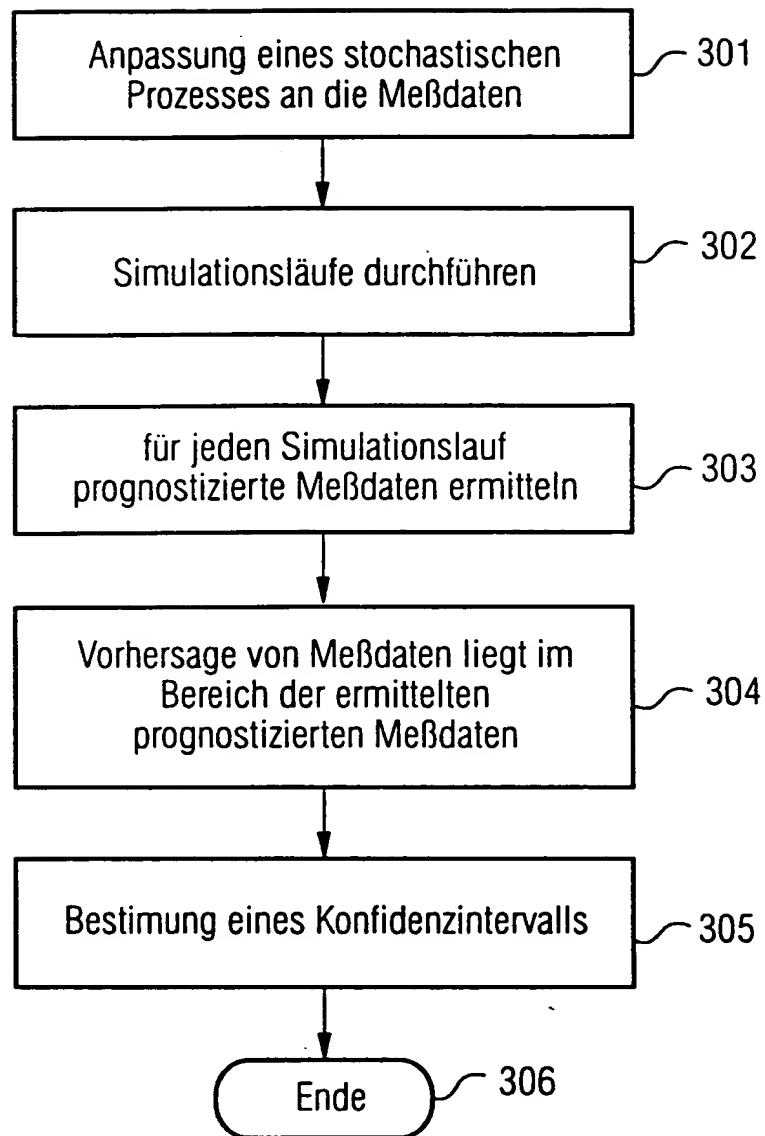 Anpassung eines stochastischen
Prozesses an die Meßdaten
301
Simulationsläufe durchführen
302
für jeden Simulationslauf
prognostizierte Meßdaten ermitteln
303
Vorhersage von Meßdaten liegt im
Bereich der ermittelten
prognostizierten Meßdaten
304
Bestimung eines Konfidenzintervalls
305
Ende
306